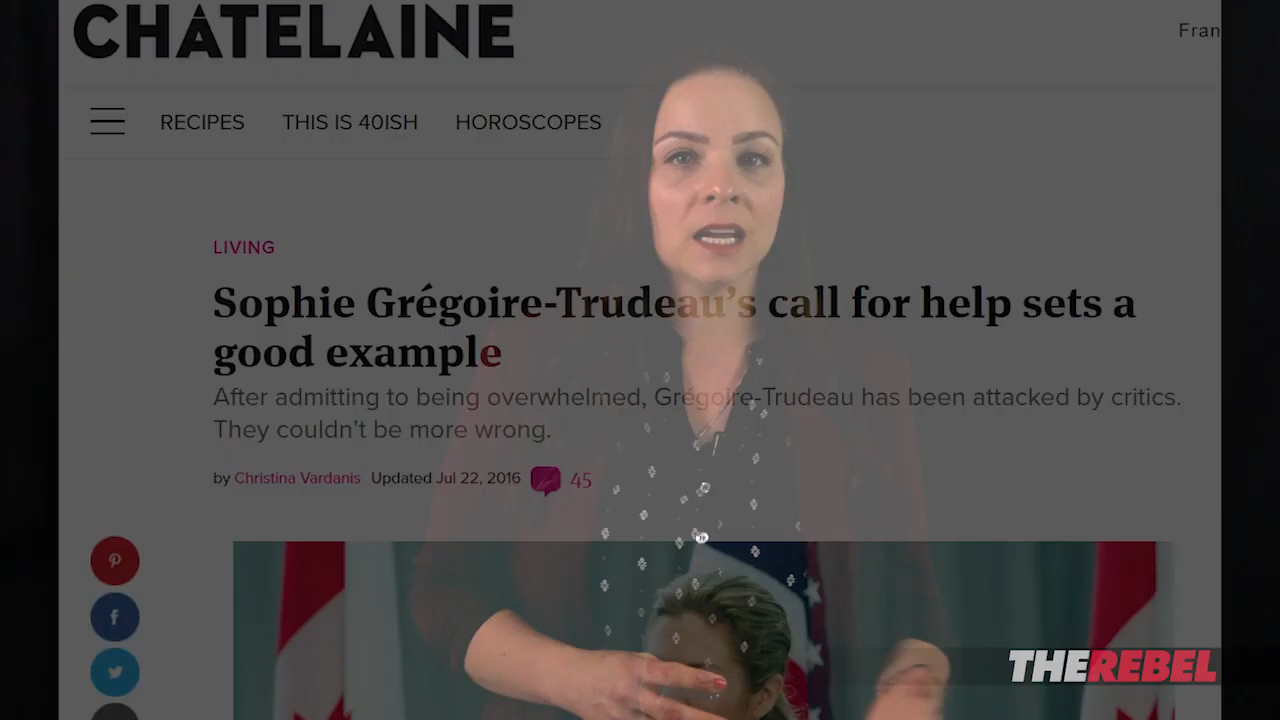 CHÂTELAINE
Fran
RECIPES THIS IS 40ISH HOROSCOPES
LIVING
Sophie Grégoire-Trudeau's call for help sets a
good example
After admitting to being overwhelmed, Grégoire-Trudeau has been attacked by critics.
They couldn't be more wrong.
by Christina Vardanis Updated Jul 22, 2016 45
THEREBEL